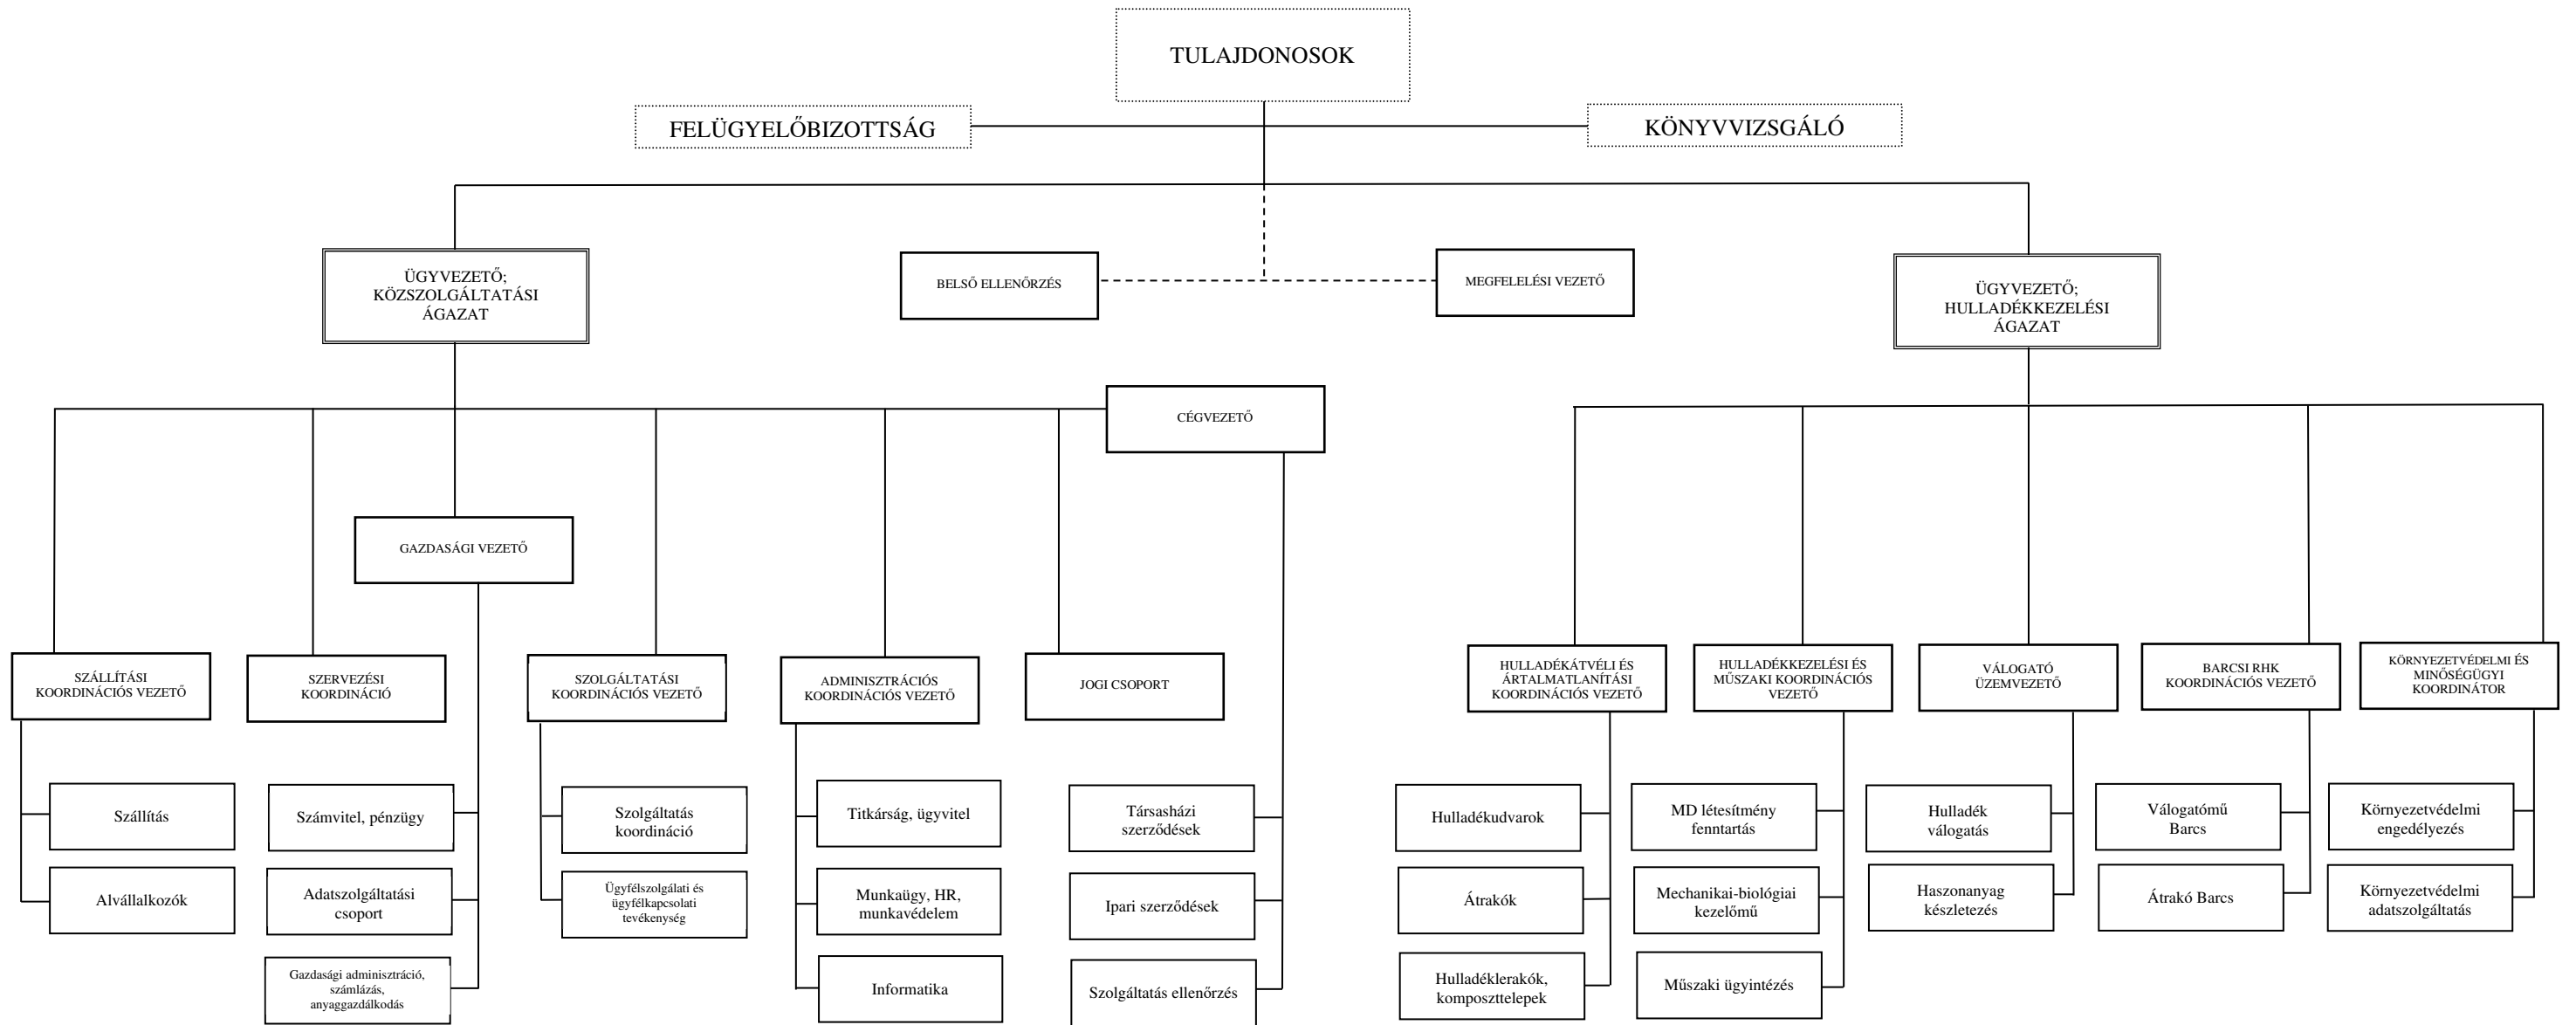 TULAJDONOSOK
FELÜGYELŐBIZOTTSÁG
KÖNYVVIZSGÁLÓ
ÜGYVEZETŐ;
KÖZSZOLGÁLTATÁSI
ÁGAZAT
BELSŐ ELLENŐRZÉS
MEGFELELÉSI VEZETŐ
ÜGYVEZETŐ;
HULLADÉKKEZELÉSI
ÁGAZAT
CÉGVEZETŐ
GAZDASÁGI VEZETŐ
SZÁLLÍTÁSI
KOORDINÁCIÓS VEZETŐ
SZERVEZÉSI
KOORDINÁCIÓ
SZOLGÁLTATÁSI
KOORDINÁCIÓS VEZETŐ
ADMINISZTRÁCIÓS
KOORDINÁCIÓS VEZETŐ
JOGI CSOPORT
HULLADÉKÁTVÉLI ÉS
ÁRTALMATLANÍTÁSI
KOORDINÁCIÓS VEZETŐ
HULLADÉKKEZELÉSI ÉS
MŰSZAKI KOORDINÁCIÓS
VEZETŐ
VÁLOGATÓ
ÜZEMVEZETŐ
BARCSI RHK
KOORDINÁCIÓS VEZETŐ
KÖRNYEZETVÉDELMI ÉS
MINŐSÉGÜGYI
KOORDINÁTOR
Szállítás
Számvitel, pénzügy
Szolgáltatás
koordináció
Titkárság, ügyvitel
Társasházi
szerződések
Hulladékudvarok
MD létesítmény
fenntartás
Hulladék
válogatás
Válogatómű
Barcs
Környezetvédelmi
engedélyezés
Alvállalkozók
Adatszolgáltatási
csoport
Ügyfélszolgálati és
ügyfélkapcsolati
tevékenység
Munkaügy, HR,
munkavédelem
Ipari szerződések
Átrakók
Mechanikai-biológiai
kezelőmű
Haszonanyag
készletezés
Átrakó Barcs
Környezetvédelmi
adatszolgáltatás
Gazdasági adminisztráció,
számlázás,
anyaggazdálkodás
Informatika
Szolgáltatás ellenőrzés
Hulladéklerakók,
komposzttelepek
Műszaki ügyintézés